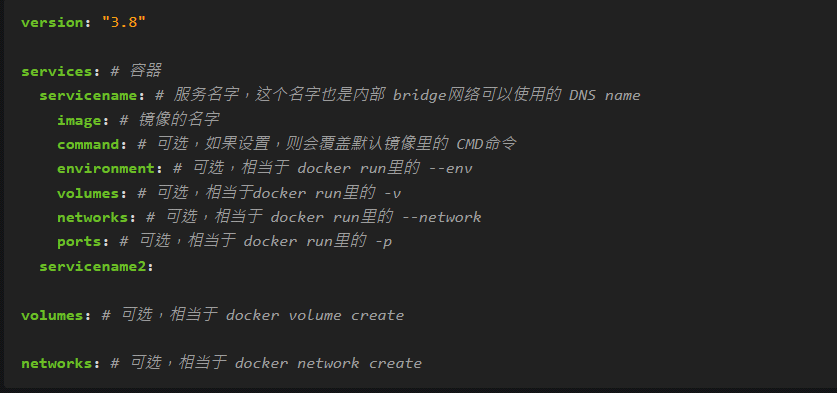 version: "3.8"
services: # 容器
servicename: # 服务名字，这个名字也是内部 bridge网络可以使用的 DNS name
image: # 镜像的名字
command: # 可选，如果设置，则会覆盖默认镜像里的 CMD命令
environment: # 可选，相当于 docker run里的 --env
volumes: # 可选，相当于docker run里的 -v
networks: # 可选，相当于 docker run里的 --network
ports: # 可选，相当于 docker run里的 -p
servicename2:
volumes: # 可选，相当于 docker volume create
networks: # 可选，相当于 docker network create